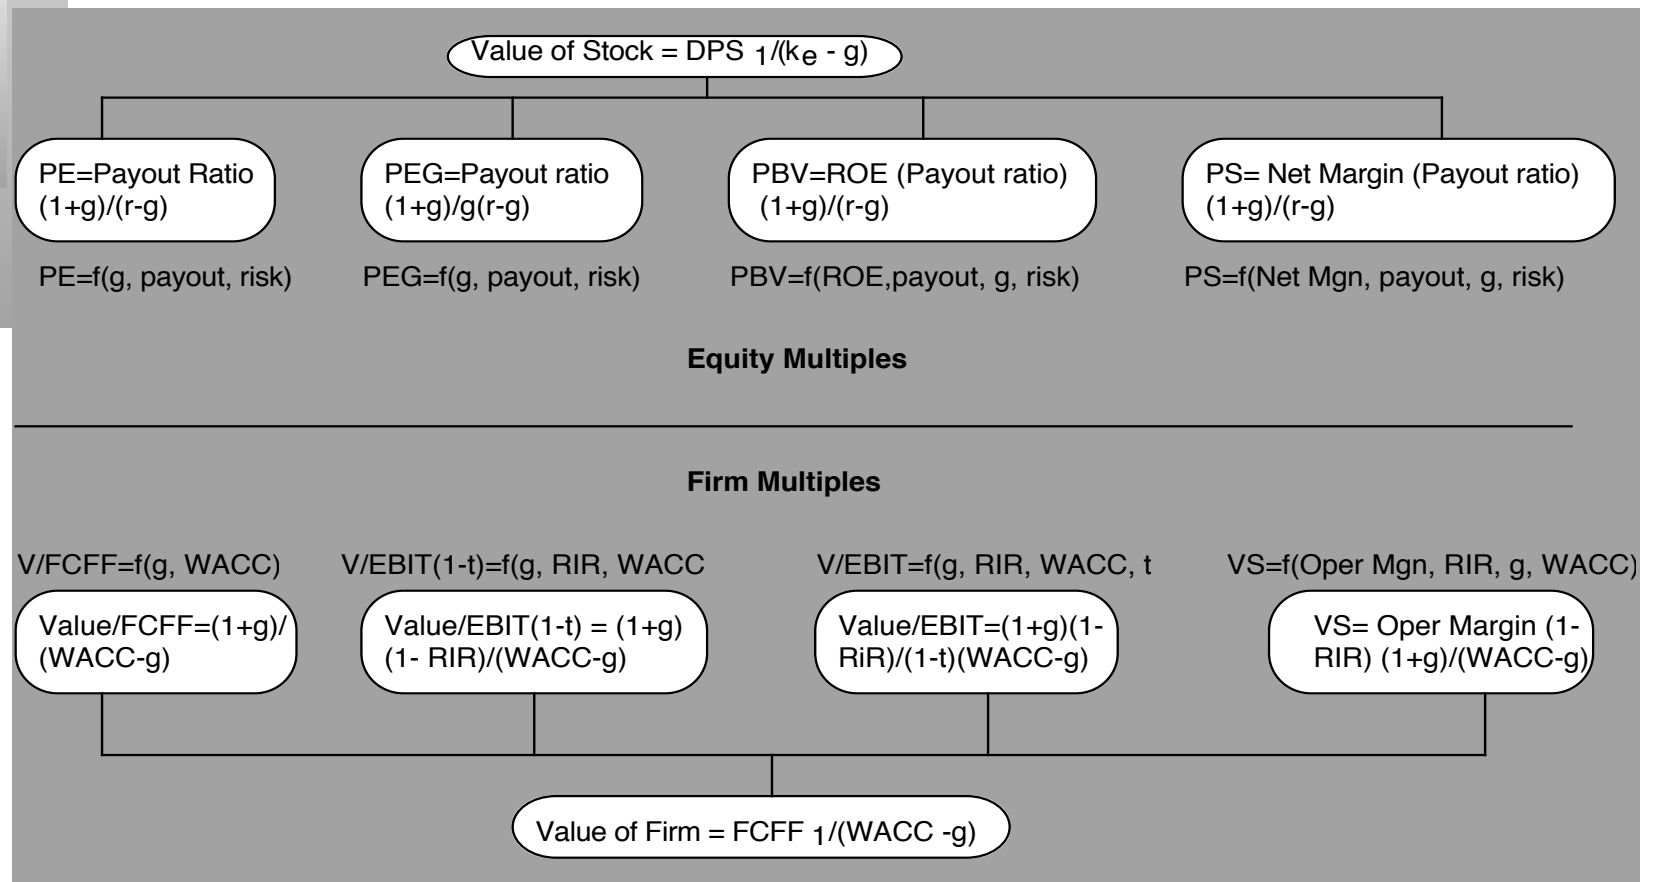 Value of Stock = DPS 1/(ke - g)
PE=Payout Ratio
(1+g)/(r-g)
PEG=Payout ratio
(1+g)/g(r-g)
PBV=ROE (Payout ratio)
(1+g)/(r-g)
PS= Net Margin (Payout ratio)
(1+g)/(r-g)
PE=f(g, payout, risk)
PEG=f(g, payout, risk)
PBV=f(ROE,payout, g, risk)
PS=f(Net Mgn, payout, g, risk)
Equity Multiples
Firm Multiples
V/FCFF=f(g, WACC)
V/EBIT(1-t)=f(g, RIR, WACC
V/EBIT=f(g, RIR, WACC, t
VS=f(Oper Mgn, RIR, g, WACC)
Value/FCFF=(1+g)/
(WACC-g)
Value/EBIT(1-t) = (1+g)
(1- RIR)/(WACC-g)
Value/EBIT=(1+g)(1-
RiR)/(1-t)(WACC-g)
VS= Oper Margin (1-
RIR) (1+g)/(WACC-g)
Value of Firm = FCFF 1/(WACC -g)